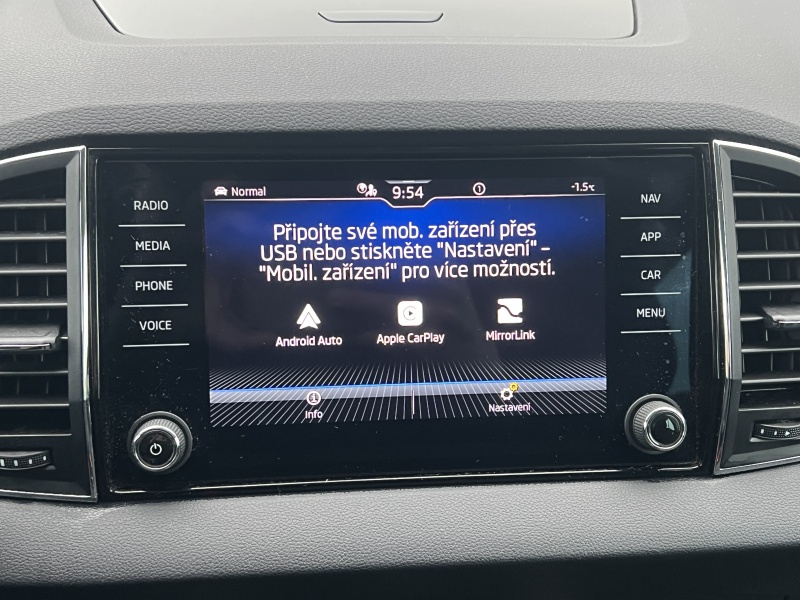 Normal
9:54
1
-1.5°C
RADIO
MEDIA
PHONE
VOICE
Připojte své mob. zařízení přes
USB nebo stiskněte "Nastavení" –
"Mobil. zařízení" pro více možností.
Android Auto
Apple CarPlay
MirrorLink
Info
Nastavení
NAV
APP
CAR
MENU